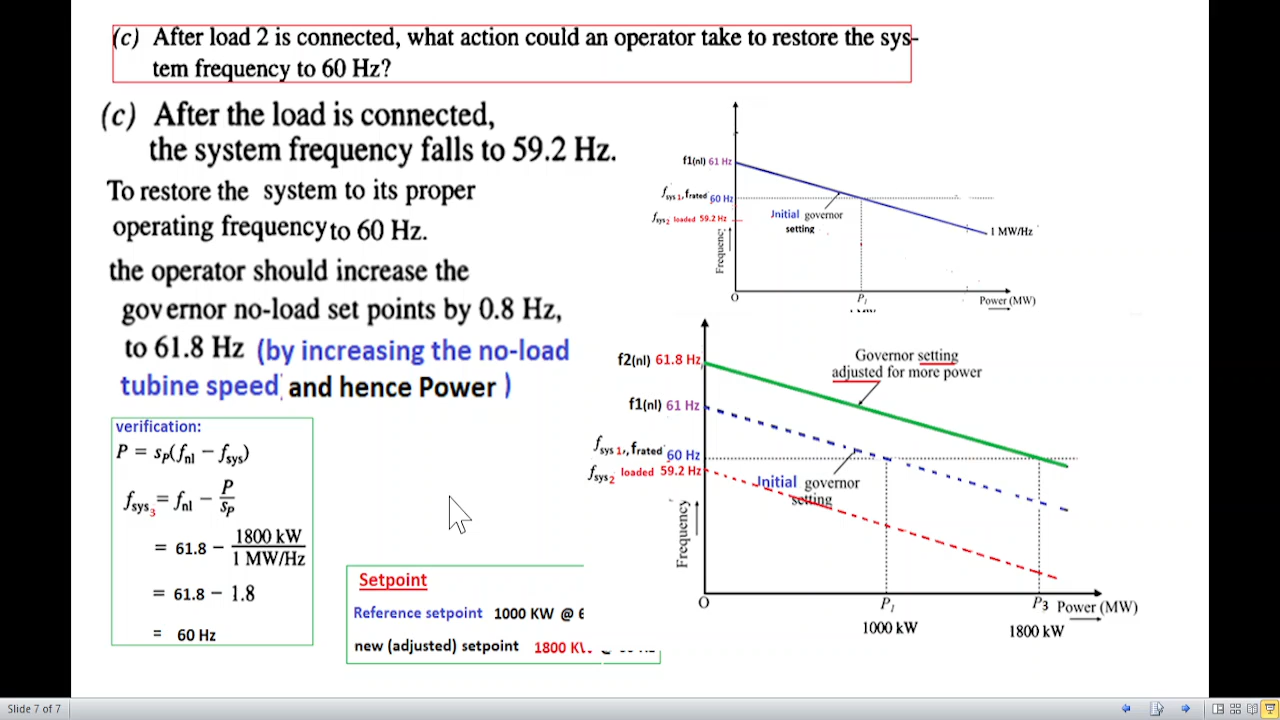 (c) After load 2 is connected, what action could an operator take to restore the sys-
tem frequency to 60 Hz?
(c) After the load is connected,
the system frequency falls to 59.2 Hz.
To restore the system to its proper
operating frequency to 60 Hz.
the operator should increase the
governor no-load set points by 0.8 Hz,
to 61.8 Hz (by increasing the no-load
tubine speed, and hence Power )
verification:
P = sP(fnl − fsys)
fsys3 = fnl − P/sP
= 61.8 − 1800 kW/1 MW/Hz
= 61.8 − 1.8
= 60 Hz
Setpoint
Reference setpoint 1000 KW @ 6
new (adjusted) setpoint 1800 K
f1(nl) 61 Hz
fsys 1, frated 60 Hz
fsys2 loaded 59.2 Hz
Initial governor
setting
1 MW/Hz
Frequenc
O
P1
Power (MW)
Governor setting
adjusted for more power
f2(nl) 61.8 Hz
f1(nl) 61 Hz
fsys 1,, frated 60 Hz
fsys2 loaded 59.2 Hz
Initial governor
setting
Frequency
O
P1
P3 Power (MW)
1000 kW
1800 kW
Slide 7 of 7